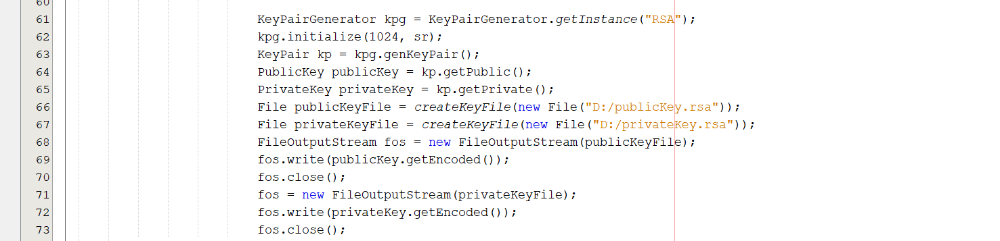 60
61 KeyPairGenerator kpg = KeyPairGenerator.getInstance("RSA");
62 kpg.initialize(1024, sr);
63 KeyPair kp = kpg.genKeyPair();
64 PublicKey publicKey = kp.getPublic();
65 PrivateKey privateKey = kp.getPrivate();
66 File publicKeyFile = createKeyFile(new File("D:/publicKey.rsa"));
67 File privateKeyFile = createKeyFile(new File("D:/privateKey.rsa"));
68 FileOutputStream fos = new FileOutputStream(publicKeyFile);
69 fos.write(publicKey.getEncoded());
70 fos.close();
71 fos = new FileOutputStream(privateKeyFile);
72 fos.write(privateKey.getEncoded());
73 fos.close();